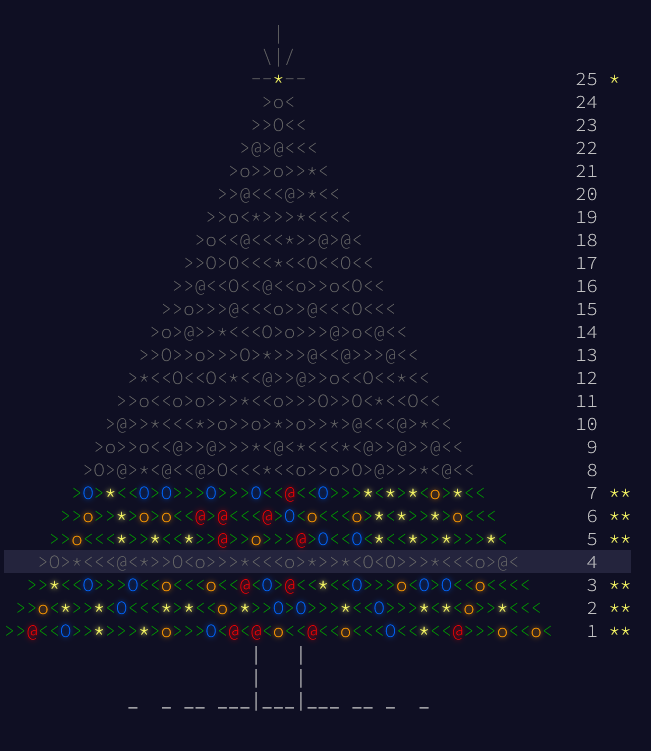 |
\|/
--*-- 25 *
>o< 24
>>O<< 23
>@>@<<< 22
>o>>o>>*< 21
>>@<<<@>*<< 20
>>o<*>>>*<<<< 19
>o<<@<<<*>>@>@< 18
>>O>O<<<*<<O<<O<< 17
>>@<<O<<@<<o>>o<O<< 16
>>o>>>@<<<o>>@<<<O<<< 15
>o>@>>*<<<O>o>>>@>o<@<< 14
>>O>>o>>>O>*>>>@<<@>>>@<< 13
>*<<O<<O<*<<@>>@>>o<<O<<*<< 12
>>o<<o>o>>>*<<o>>>O>>O<*<<O<< 11
>@>>*<<<*>o>>*>o>>o>>*>@<<<@>*<< 10
>o>>o<<@>>@>>>*<@<*<<<*<@>>@>>@<< 9
>O>@>*<@<<@>O<<<*<<o>>o>O>@>>>*<@<< 8
>O>*<<O>O>>>O>>>O<<@<<O>>>*<*>*<o>*<< 7 **
>>o>>*>o>o<<@>@<<<@>O<o<<<o>*>*>>*>o<<< 6 **
>>o<<<*>>*<<*>>@>>o>>>@>O<<O<*<<*>>*>>>*< 5 **
>O>*<<<@<*>>O<o>>>*<<<o>*>>*<O<O>>>*<<<o>@< 4
>>*<<O>>>O<<o<<<o<<@<O>@<<*<<O>>>o<O>O<<o<<<< 3 **
>>o<*>>*<O<<<*>*<<o<*>>O>O>>>*<<O>>>*<*<o>>*<<< 2 **
>>@<<O>>*>>>*>o>>>O<@<@<o<<@<<o<<<O<<*<<@>>>o<<o< 1 **
| |
| |
_  _ __ ___|___|___ __ _  _